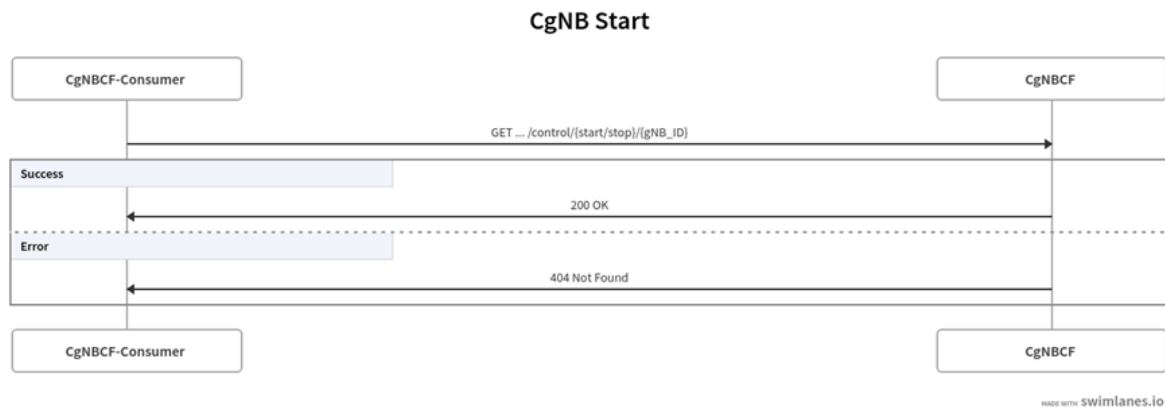 CgNB Start
CgNBCF-Consumer
CgNBCF
GET ... /control/{start/stop}/{gNB_ID}
Success
200 OK
Error
404 Not Found
CgNBCF-Consumer
CgNBCF
MADE WITH swimlanes.io